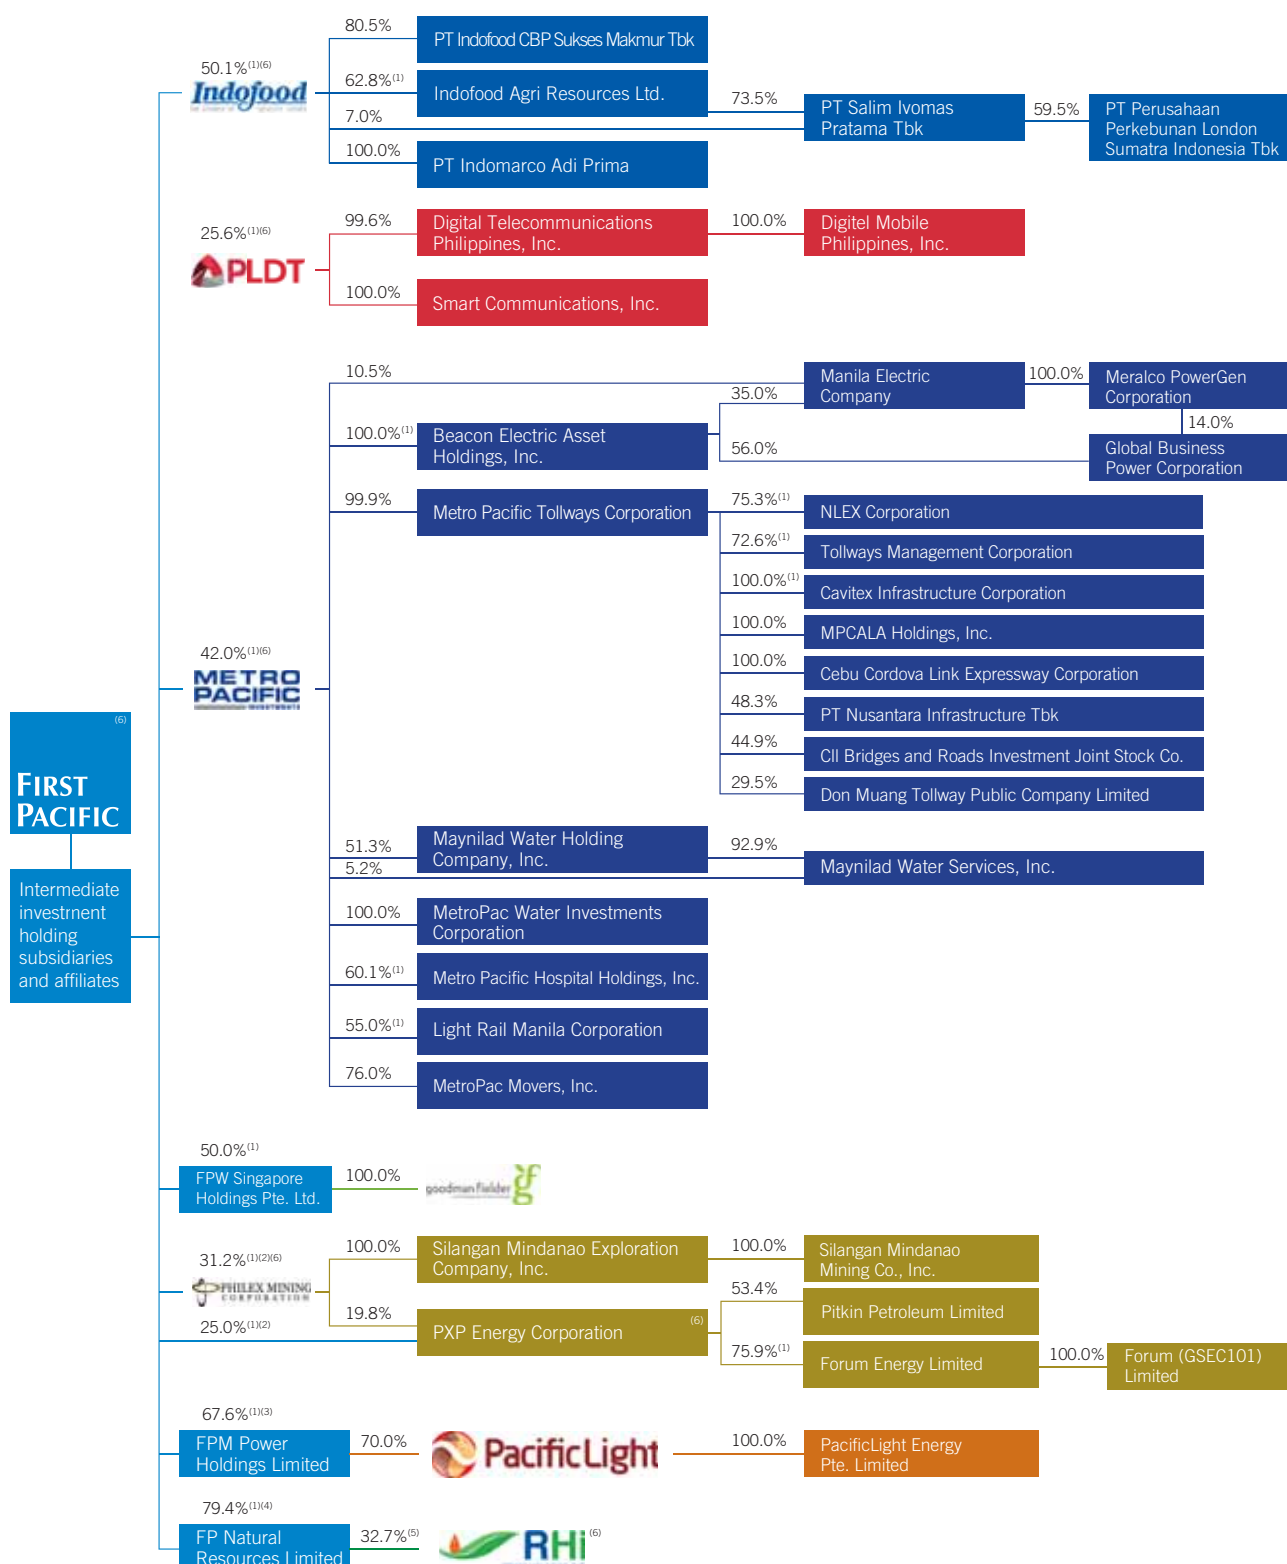 80.5%
PT Indofood CBP Sukses Makmur Tbk
50.1%(1)(6)
Indofood
62.8%(1)
Indofood Agri Resources Ltd.
73.5%
PT Salim Ivomas
Pratama Tbk
59.5%
PT Perusahaan
Perkebunan London
Sumatra Indonesia Tbk
7.0%
100.0%
PT Indomarco Adi Prima
25.6%(1)(6)
PLDT
99.6%
Digital Telecommunications
Philippines, Inc.
100.0%
Digitel Mobile
Philippines, Inc.
100.0%
Smart Communications, Inc.
10.5%
Manila Electric
Company
100.0%
Meralco PowerGen
Corporation
35.0%
14.0%
100.0%(1)
Beacon Electric Asset
Holdings, Inc.
56.0%
Global Business
Power Corporation
99.9%
Metro Pacific Tollways Corporation
75.3%(1)
NLEX Corporation
72.6%(1)
Tollways Management Corporation
100.0%(1)
Cavitex Infrastructure Corporation
100.0%
MPCALA Holdings, Inc.
100.0%
Cebu Cordova Link Expressway Corporation
48.3%
PT Nusantara Infrastructure Tbk
44.9%
CII Bridges and Roads Investment Joint Stock Co.
29.5%
Don Muang Tollway Public Company Limited
42.0%(1)(6)
METRO
PACIFIC
INVESTMENTS
(6)
FIRST
PACIFIC
Intermediate
investment
holding
subsidiaries
and affiliates
51.3%
Maynilad Water Holding
Company, Inc.
92.9%
Maynilad Water Services, Inc.
5.2%
100.0%
MetroPac Water Investments
Corporation
60.1%(1)
Metro Pacific Hospital Holdings, Inc.
55.0%(1)
Light Rail Manila Corporation
76.0%
MetroPac Movers, Inc.
50.0%(1)
FPW Singapore
Holdings Pte. Ltd.
100.0%
goodman fielder gf
31.2%(1)(2)(6)
PHILEX MINING
CORPORATION
100.0%
Silangan Mindanao Exploration
Company, Inc.
100.0%
Silangan Mindanao
Mining Co., Inc.
19.8%
25.0%(1)(2)
PXP Energy Corporation (6)
53.4%
Pitkin Petroleum Limited
75.9%(1)
Forum Energy Limited
100.0%
Forum (GSEC101)
Limited
67.6%(1)(3)
FPM Power
Holdings Limited
70.0%
PacificLight
100.0%
PacificLight Energy
Pte. Limited
79.4%(1)(4)
FP Natural
Resources Limited
32.7%(5)
RHi (6)